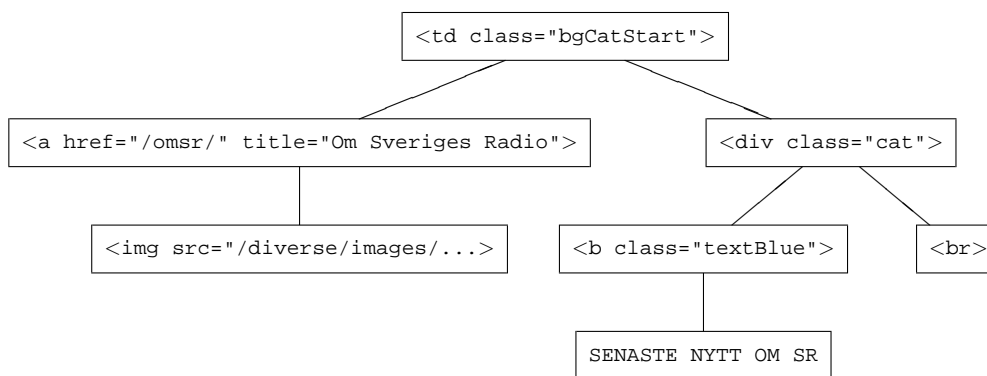 <td class="bgCatStart">
<a href="/omsr/" title="Om Sveriges Radio">
<div class="cat">
<img src="/diverse/images/...>
<b class="textBlue">
<br>
SENASTE NYTT OM SR